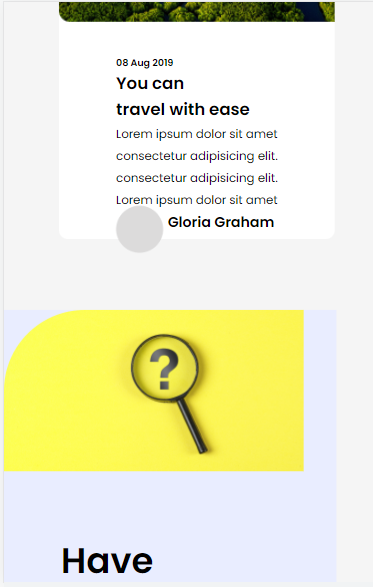 08 Aug 2019
You can
travel with ease
Lorem ipsum dolor sit amet
consectetur adipisicing elit.
consectetur adipisicing elit.
Lorem ipsum dolor sit amet
Gloria Graham
?
Have